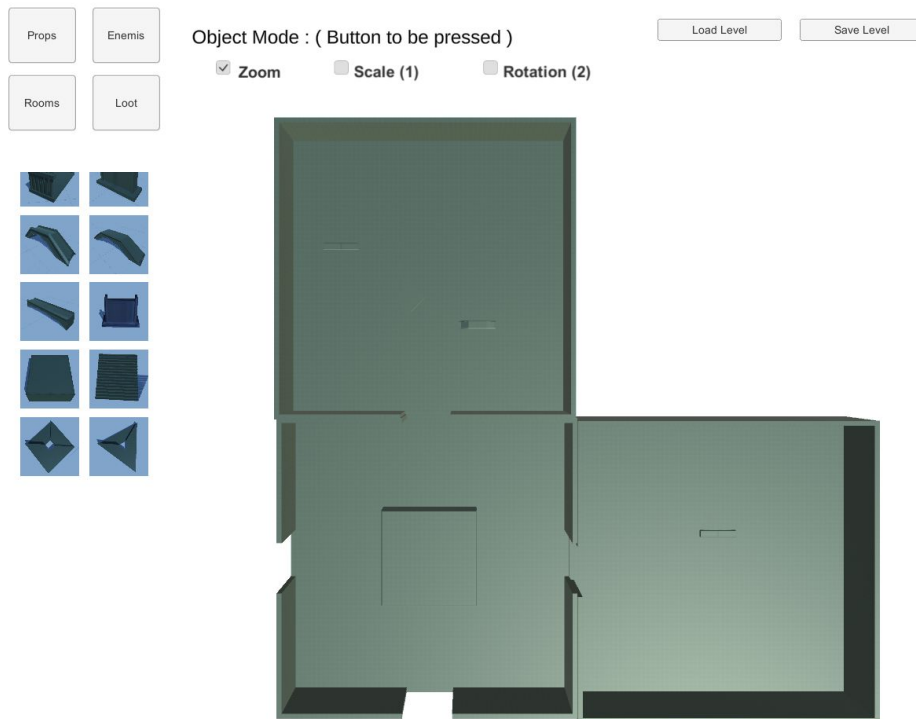 Props
Enemis
Object Mode : ( Button to be pressed )
Load Level
Save Level
Zoom
Scale (1)
Rotation (2)
Rooms
Loot